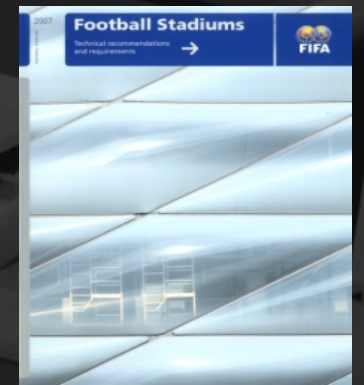 2007
Football Stadiums
Technical recommendations
and requirements
FIFA